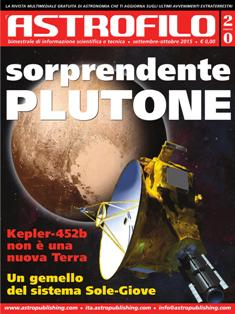 LA RIVISTA MULTIMEDIALE GRATUITA DI ASTRONOMIA CHE TI AGGIORNA SUGLI ULTIMI AVVENIMENTI EXTRATERRESTRI
l'ASTROFILO
20
bimestrale di informazione scientifica e tecnica • settembre-ottobre 2015 • € 0,00
sorprendente
PLUTONE
Kepler-452b
non è una
nuova Terra
Un gemello
del sistema Sole-Giove
www.astropublishing.com • ita.astropublishing.com • info@astropublishing.com